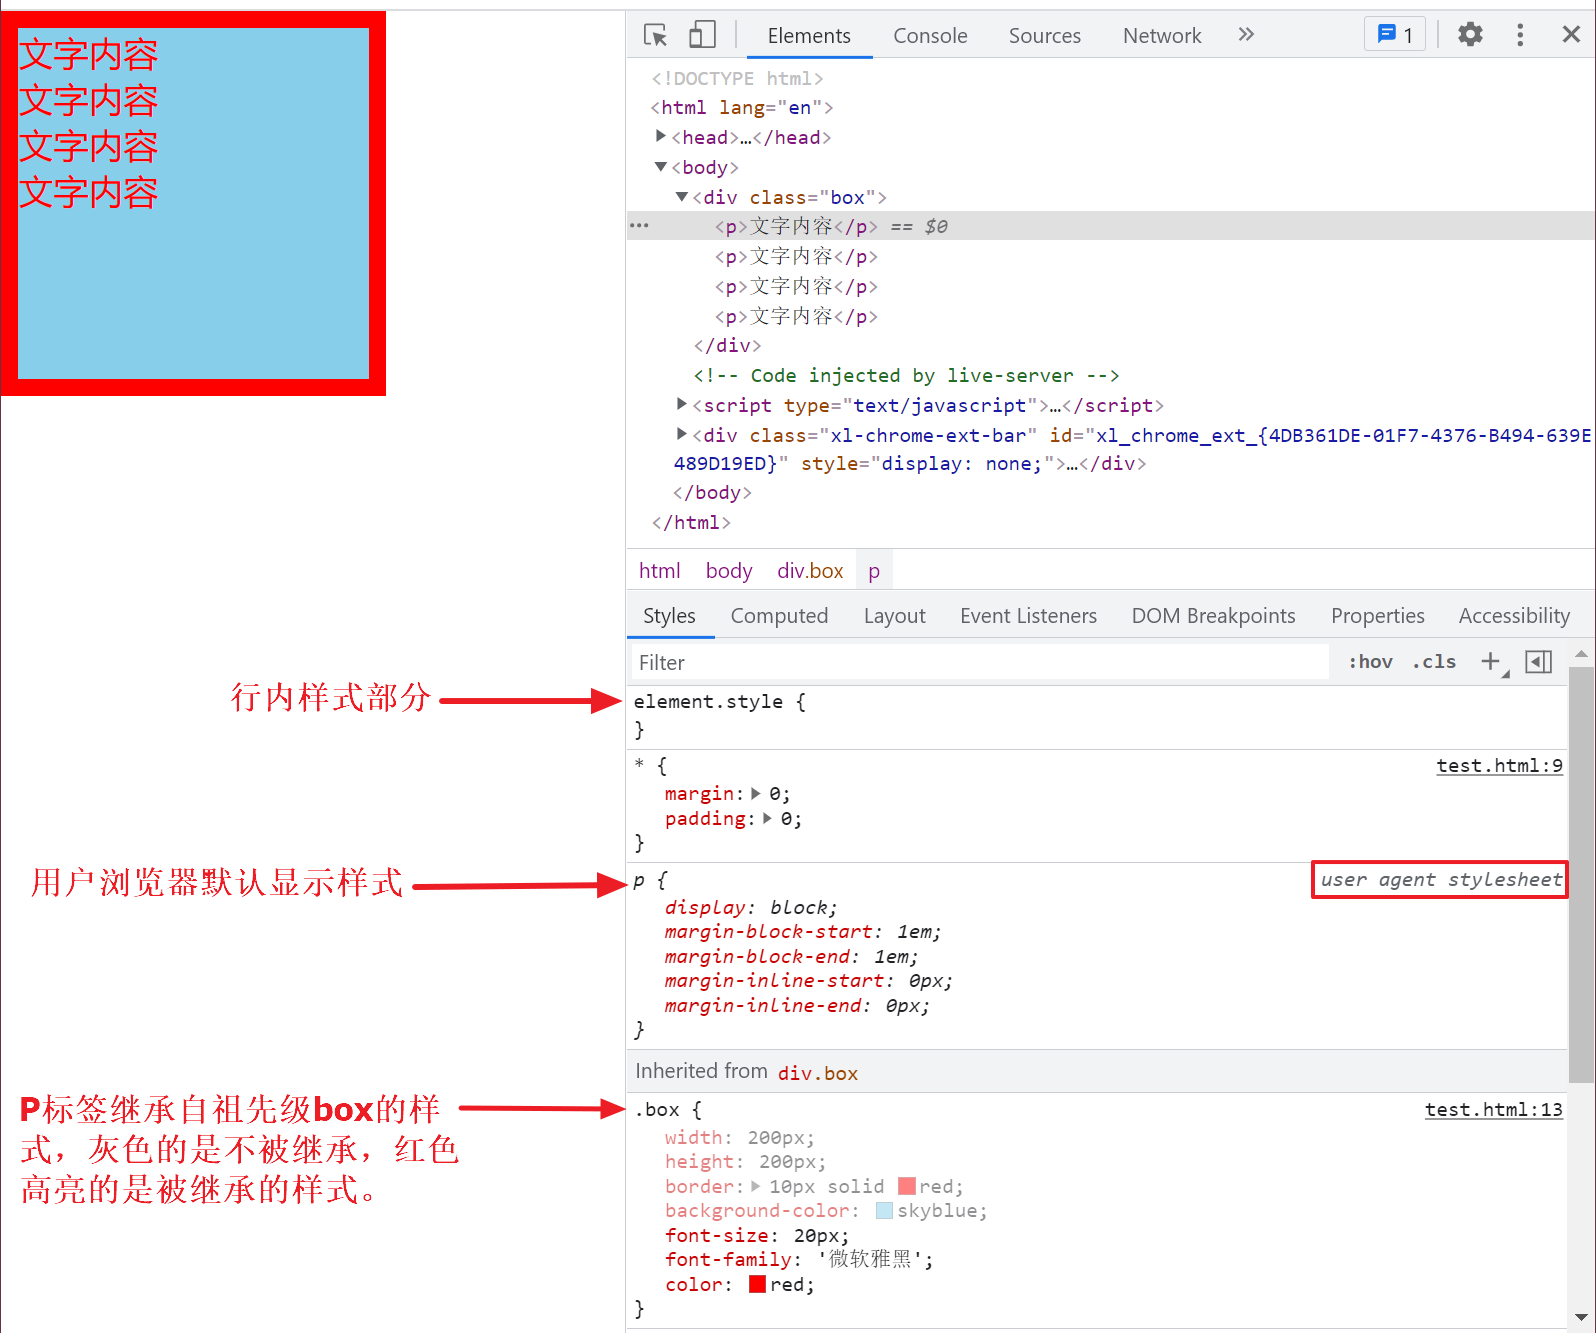 文字内容
文字内容
文字内容
文字内容
Elements Console Sources Network » 1
<!DOCTYPE html>
<html lang="en">
<head>…</head>
<body>
<div class="box">
<p>文字内容</p> == $0
<p>文字内容</p>
<p>文字内容</p>
<p>文字内容</p>
</div>
<!-- Code injected by live-server -->
<script type="text/javascript">…</script>
<div class="xl-chrome-ext-bar" id="xl_chrome_ext_{4DB361DE-01F7-4376-B494-639E
489D19ED}" style="display: none;">…</div>
</body>
</html>
html body div.box p
Styles Computed Layout Event Listeners DOM Breakpoints Properties Accessibility
Filter :hov .cls +
行内样式部分
element.style {
}
* { test.html:9
margin: 0;
padding: 0;
}
用户浏览器默认显示样式
p { user agent stylesheet
display: block;
margin-block-start: 1em;
margin-block-end: 1em;
margin-inline-start: 0px;
margin-inline-end: 0px;
}
Inherited from div.box
P标签继承自祖先级box的样
式，灰色的是不被继承，红色
高亮的是被继承的样式。
.box { test.html:13
width: 200px;
height: 200px;
border: 10px solid red;
background-color: skyblue;
font-size: 20px;
font-family: '微软雅黑';
color: red;
}